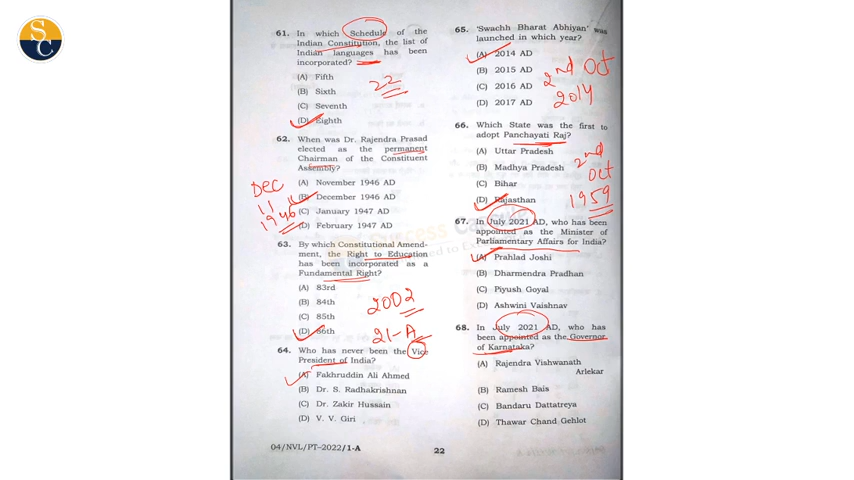 S
C
61. In which Schedule of the
Indian Constitution, the list of
Indian languages has been
incorporated?
(A) Fifth
(B) Sixth
(C) Seventh
(D) Eighth
22
62. When was Dr. Rajendra Prasad
elected as the permanent
Chairman of the Constituent
Assembly?
(A) November 1946 AD
(B) December 1946 AD
(C) January 1947 AD
(D) February 1947 AD
Dec
11
1946
63. By which Constitutional Amend-
ment, the Right to Education
has been incorporated as a
Fundamental Right?
(A) 83rd
(B) 84th
(C) 85th
(D) 86th
2002
21-A
64. Who has never been the Vice
President of India?
(A) Fakhruddin Ali Ahmed
(B) Dr. S. Radhakrishnan
(C) Dr. Zakir Hussain
(D) V. V. Giri
04/NVL/PT-2022/1-A
22
65. 'Swachh Bharat Abhiyan' was
launched in which year?
(A) 2014 AD
(B) 2015 AD
(C) 2016 AD
(D) 2017 AD
2nd Oct
2014
66. Which State was the first to
adopt Panchayati Raj?
(A) Uttar Pradesh
(B) Madhya Pradesh
(C) Bihar
(D) Rajasthan
2nd
Oct
1959
67. In July 2021 AD, who has been
appointed as the Minister of
Parliamentary Affairs for India?
(A) Prahlad Joshi
(B) Dharmendra Pradhan
(C) Piyush Goyal
(D) Ashwini Vaishnav
68. In July 2021 AD, who has
been appointed as the Governor
of Karnataka?
(A) Rajendra Vishwanath
Arlekar
(B) Ramesh Bais
(C) Bandaru Dattatreya
(D) Thawar Chand Gehlot